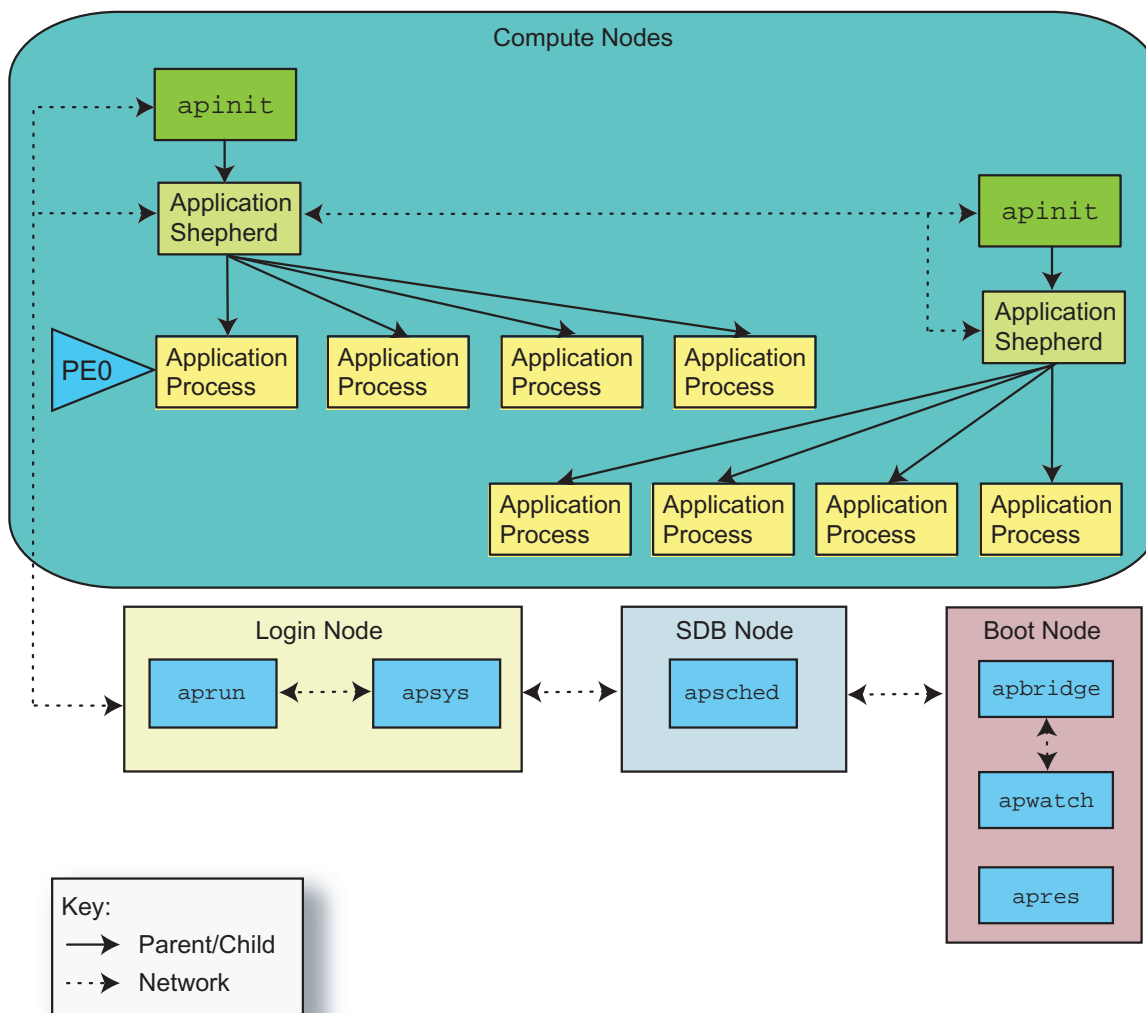 Compute Nodes
apinit
Application
Shepherd
apinit
Application
Shepherd
PE0
Application
Process
Application
Process
Application
Process
Application
Process
Application
Process
Application
Process
Application
Process
Application
Process
Login Node
aprun
apsys
SDB Node
apsched
Boot Node
apbridge
apwatch
apres
Key:
Parent/Child
Network